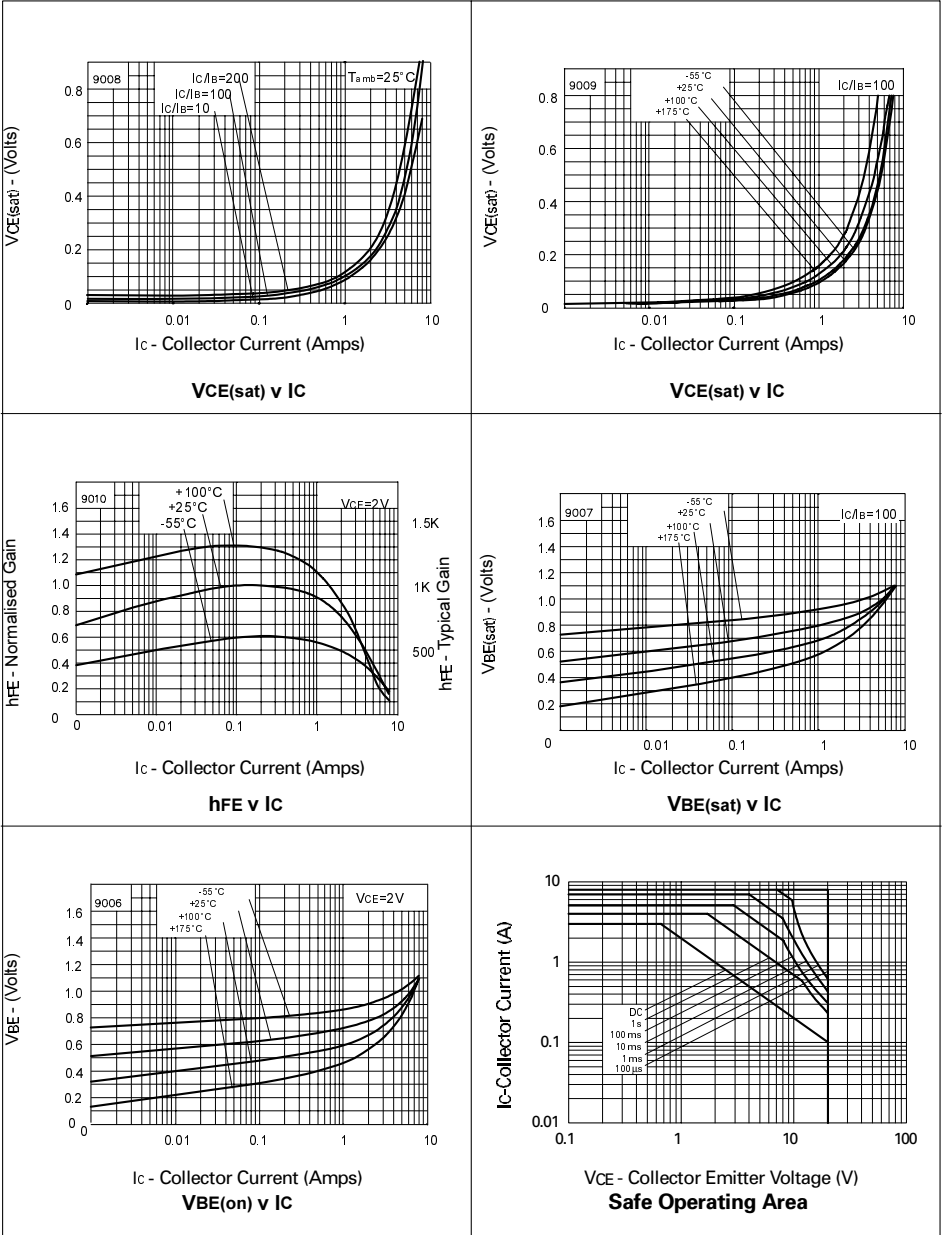 9008
IC/IB=200
IC/IB=100
IC/IB=10
Tamb=25°C
0.8
0.6
0.4
0.2
0
0.01
0.1
1
10
VCE(sat) - (Volts)
IC - Collector Current (Amps)
VCE(sat) v IC
9009
-55°C
+25°C
+100°C
+175°C
IC/IB=100
0.8
0.6
0.4
0.2
0
0.01
0.1
1
10
VCE(sat) - (Volts)
IC - Collector Current (Amps)
VCE(sat) v IC
9010
+100°C
+25°C
-55°C
VCE=2V
1.6
1.4
1.2
1.0
0.8
0.6
0.4
0.2
0
0
0.01
0.1
1
10
1.5K
1K
500
hFE - Normalised Gain
hFE - Typical Gain
IC - Collector Current (Amps)
hFE v IC
9007
-55°C
+25°C
+100°C
+175°C
IC/IB=100
1.6
1.4
1.2
1.0
0.8
0.6
0.4
0.2
0
0.01
0.1
1
10
VBE(sat) - (Volts)
IC - Collector Current (Amps)
VBE(sat) v IC
9006
-55°C
+25°C
+100°C
+175°C
VCE=2V
1.6
1.4
1.2
1.0
0.8
0.6
0.4
0.2
0
0
0.01
0.1
1
10
VBE - (Volts)
IC - Collector Current (Amps)
VBE(on) v IC
10
1
0.1
0.01
DC
1s
100ms
10ms
1ms
100µs
0.1
1
10
100
IC-Collector Current (A)
VCE - Collector Emitter Voltage (V)
Safe Operating Area